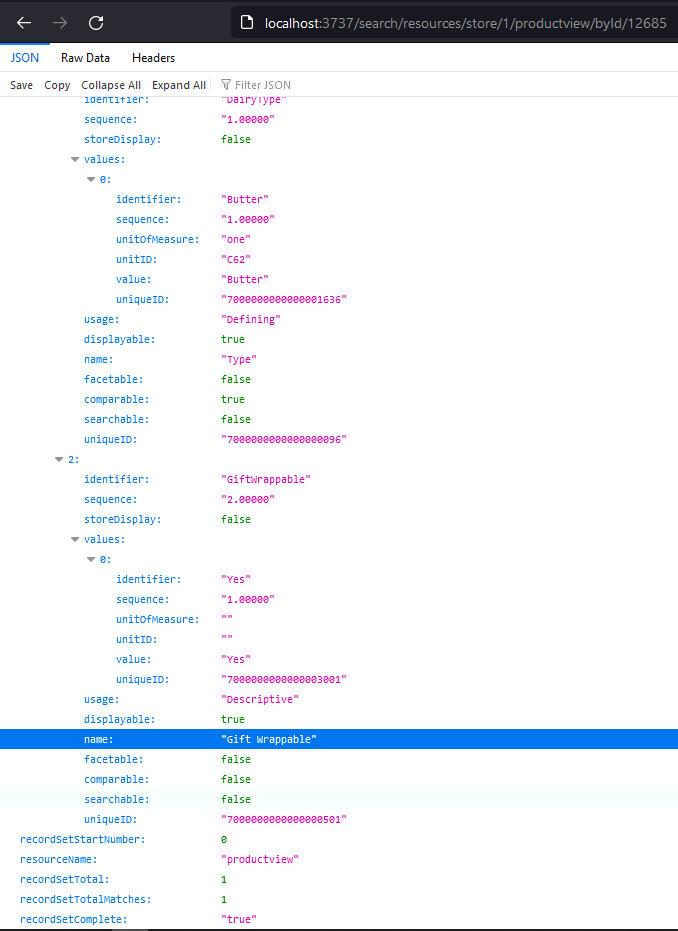 localhost:3737/search/resources/store/1/productview/byId/12685
JSON Raw Data Headers
Save Copy Collapse All Expand All Filter JSON
identifier: "DairyType"
sequence: "1.00000"
storeDisplay: false
values:
0:
identifier: "Butter"
sequence: "1.00000"
unitOfMeasure: "one"
unitID: "C62"
value: "Butter"
uniqueID: "7000000000000001636"
usage: "Defining"
displayable: true
name: "Type"
facetable: false
comparable: true
searchable: false
uniqueID: "7000000000000000096"
2:
identifier: "GiftWrappable"
sequence: "2.00000"
storeDisplay: false
values:
0:
identifier: "Yes"
sequence: "1.00000"
unitOfMeasure: ""
unitID: ""
value: "Yes"
uniqueID: "7000000000000003001"
usage: "Descriptive"
displayable: true
name: "Gift Wrappable"
facetable: false
comparable: false
searchable: false
uniqueID: "7000000000000000501"
recordSetStartNumber: 0
resourceName: "productview"
recordSetTotal: 1
recordSetTotalMatches: 1
recordSetComplete: "true"